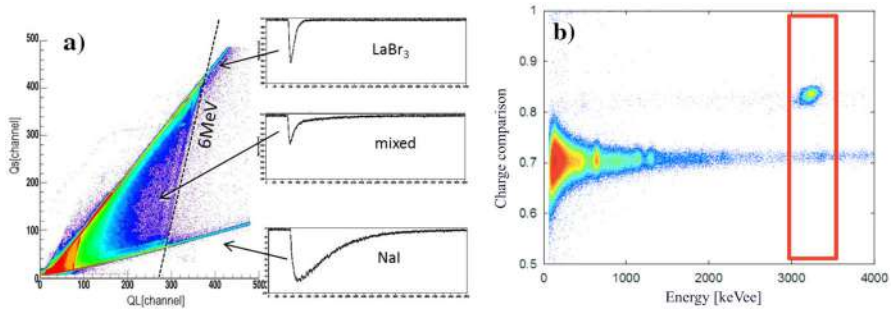 a)
500
400
300
200
100
0
Qs[channel]
0 100 200 300 400 500
QL[channel]
6MeV
LaBr₃
mixed
NaI
b)
1
0.9
0.8
0.7
0.6
0.5
Charge comparison
0 1000 2000 3000 4000
Energy [keVee]